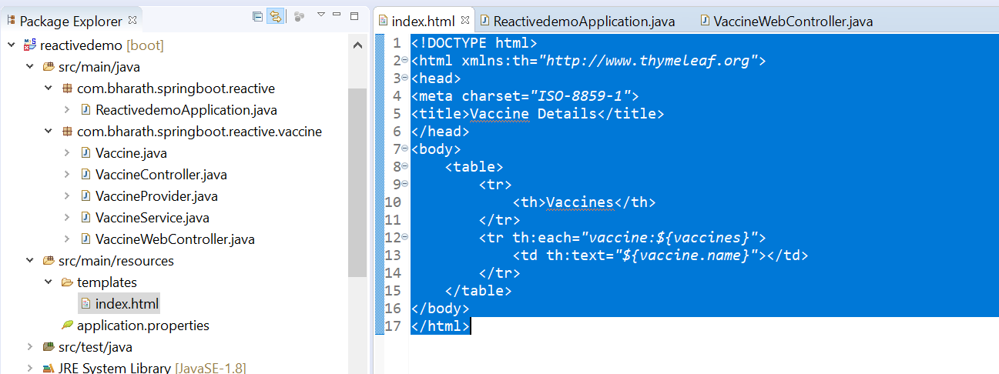 Package Explorer
reactivedemo [boot]
src/main/java
com.bharath.springboot.reactive
ReactivedemoApplication.java
com.bharath.springboot.reactive.vaccine
Vaccine.java
VaccineController.java
VaccineProvider.java
VaccineService.java
VaccineWebController.java
src/main/resources
templates
index.html
application.properties
src/test/java
JRE System Library [JavaSE-1.8]
index.html
ReactivedemoApplication.java
VaccineWebController.java
1 <!DOCTYPE html>
2 <html xmlns:th="http://www.thymeleaf.org">
3 <head>
4 <meta charset="ISO-8859-1">
5 <title>Vaccine Details</title>
6 </head>
7 <body>
8     <table>
9         <tr>
10             <th>Vaccines</th>
11         </tr>
12         <tr th:each="vaccine:${vaccines}">
13             <td th:text="${vaccine.name}"></td>
14         </tr>
15     </table>
16 </body>
17 </html>